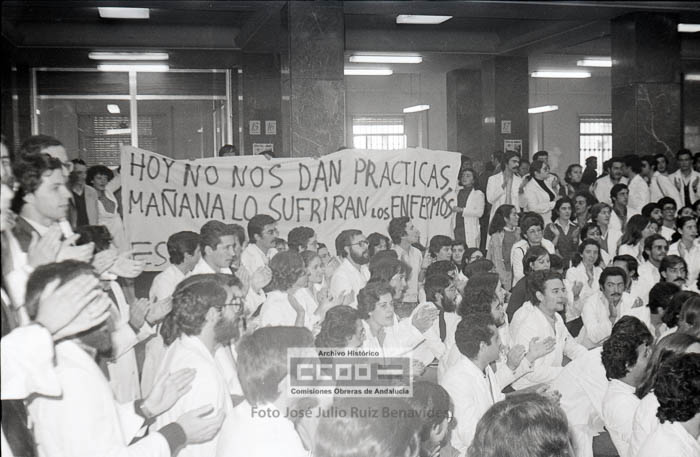 HOY NO NOS DAN PRACTICAS,
MAÑANA LO SUFRIRAN LOS ENFERMOS
ES
Archivo Histórico
CCOO
Comisiones Obreras de Andalucía
Foto José Julio Ruiz Benavides